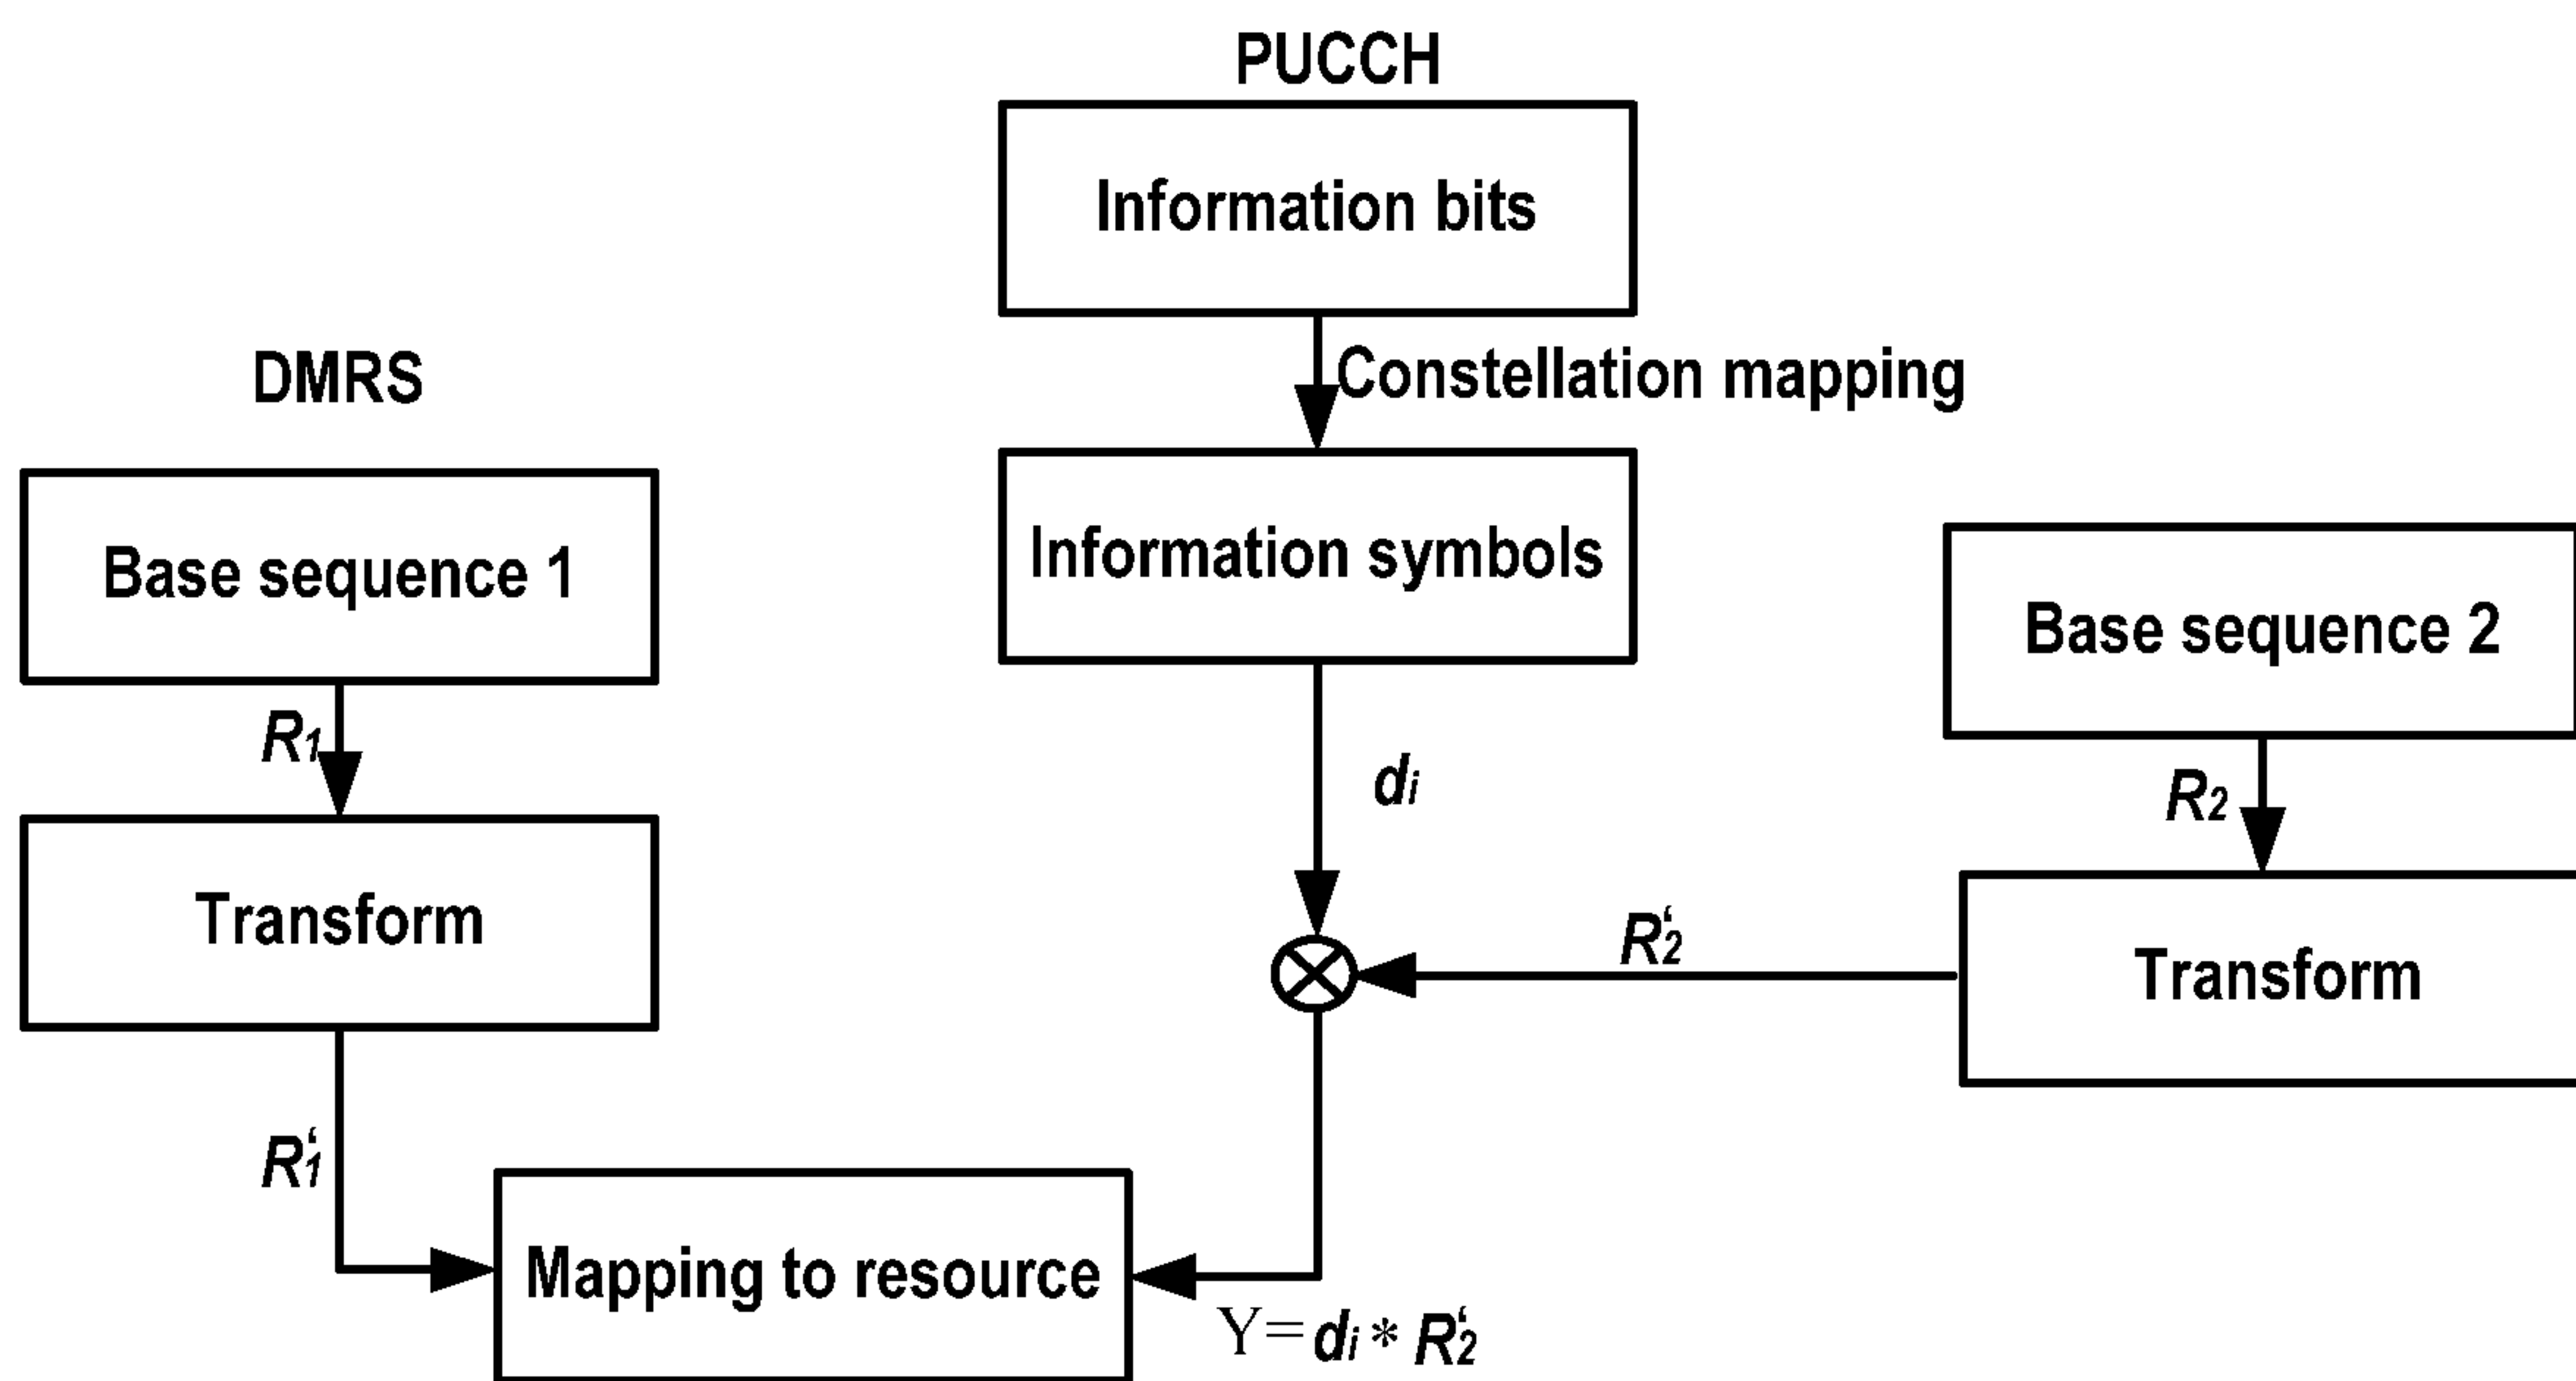 PUCCH
Information bits
Constellation mapping
DMRS
Information symbols
Base sequence 1
Base sequence 2
R1
di
R2
Transform
R‘2
Transform
R‘1
Mapping to resource
Y=di * R‘2